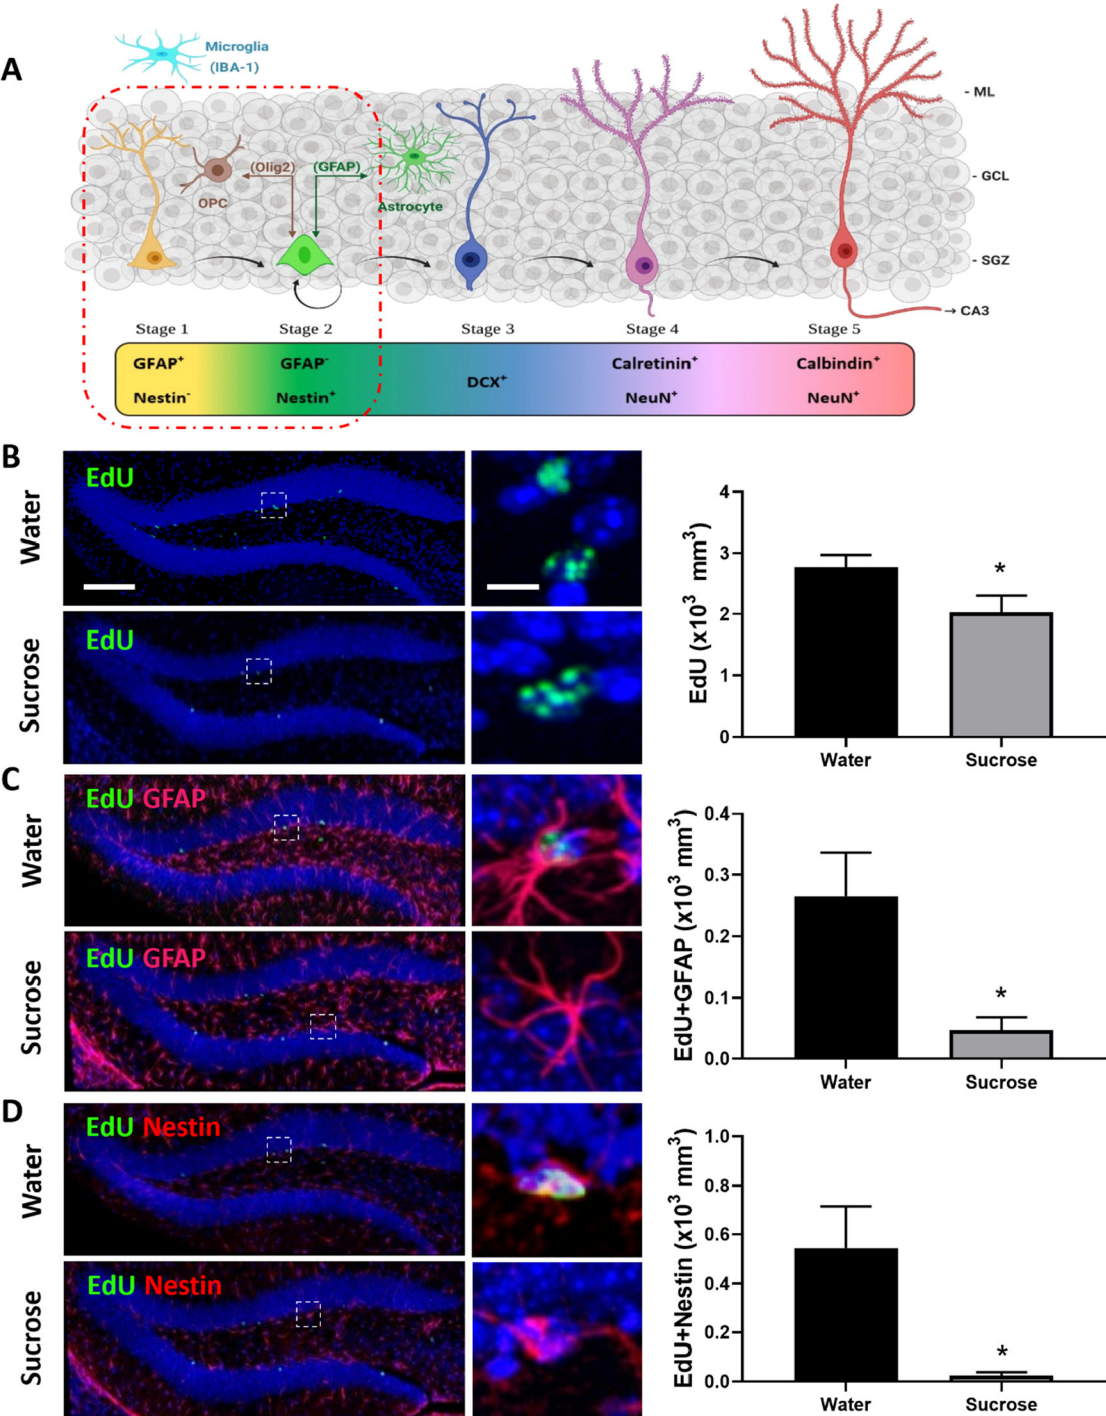 A
Microglia
(IBA-1)
(Olig2)
(GFAP)
OPC
Astrocyte
- ML
- GCL
- SGZ
→ CA3
Stage 1
Stage 2
Stage 3
Stage 4
Stage 5
GFAP⁺
Nestin⁻
GFAP⁻
Nestin⁺
DCX⁺
Calretinin⁺
NeuN⁺
Calbindin⁺
NeuN⁺
B
Water
EdU
Sucrose
EdU
EdU (x10³ mm³)
4
3
2
1
0
*
Water
Sucrose
C
Water
EdU GFAP
Sucrose
EdU GFAP
EdU+GFAP (x10³ mm³)
0.4
0.3
0.2
0.1
0.0
*
Water
Sucrose
D
Water
EdU Nestin
Sucrose
EdU Nestin
EdU+Nestin (x10³ mm³)
1.0
0.8
0.6
0.4
0.2
0.0
*
Water
Sucrose